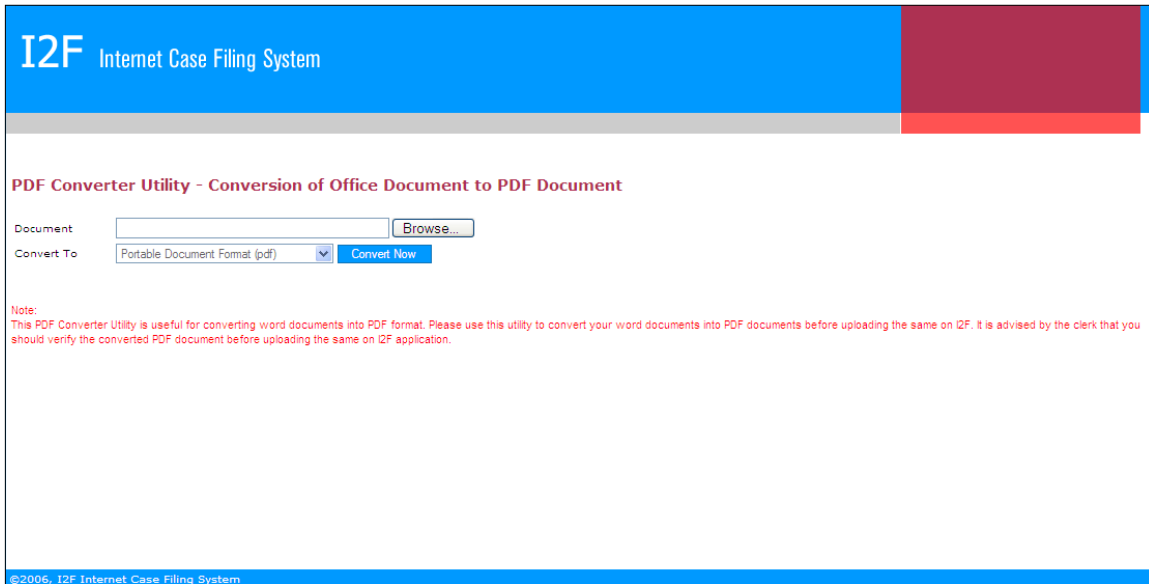 I2F Internet Case Filing System
PDF Converter Utility - Conversion of Office Document to PDF Document
Document Browse...
Convert To Portable Document Format (pdf) Convert Now
Note:
This PDF Converter Utility is useful for converting word documents into PDF format. Please use this utility to convert your word documents into PDF documents before uploading the same on I2F. It is advised by the clerk that you
should verify the converted PDF document before uploading the same on I2F application.
©2006, I2F Internet Case Filing System